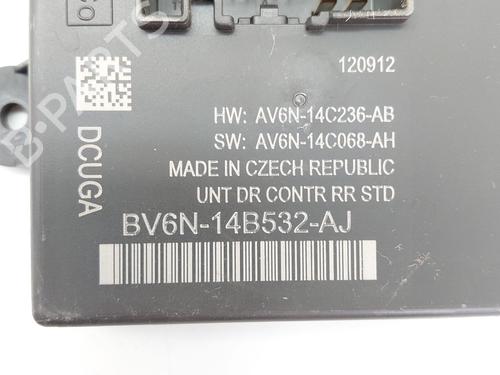 120912
HW: AV6N-14C236-AB
SW: AV6N-14C068-AH
MADE IN CZECH REPUBLIC
UNT DR CONTR RR STD
BV6N-14B532-AJ
DCUGA
B-PARTS